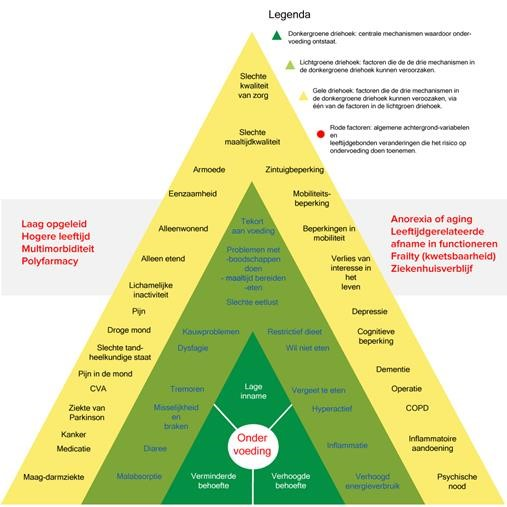 Legenda
Donkergroene driehoek: centrale mechanismen waardoor onder-
voeding ontstaat.
Lichtgroene driehoek: factoren die de de drie mechanismen in
de donkergroene driehoek kunnen veroorzaken.
Gele driehoek: factoren die de drie mechanismen in
de donkergroene driehoek kunnen veroozaken, via
één van de factoren in de lichtgroen driehoek.
Rode factoren: algemene achtergrond-variabelen
en
leeftijdgebonden veranderingen die het risico op
ondervoeding doen toenemen.
Slechte
kwaliteit
van zorg
Slechte
maaltijdkwaliteit
Armoede
Zintuigbeperking
Eenzaamheid
Mobiliteits-
beperking
Alleenwonend
Tekort
aan voeding
Beperkingen in
mobiliteit
Laag opgeleid
Hogere leeftijd
Multimorbiditeit
Polyfarmacy
Anorexia of aging
Leeftijdgerelateerde
afname in functioneren
Frailty (kwetsbaarheid)
Ziekenhuisverblijf
Alleen etend
Problemen met
-boodschappen
doen
- maaltijd bereiden
-eten
Verlies van
interesse in
het
leven
Lichamelijke
inactiviteit
Slechte eetlust
Pijn
Depressie
Droge mond
Kauwproblemen
Restrictief dieet
Cognitieve
beperking
Slechte tand-
heelkundige staat
Dysfagie
Wil niet eten
Pijn in de mond
Dementie
CVA
Tremoren
Lage
inname
Vergeet te eten
Operatie
Ziekte van
Parkinson
Misselijkheid
en
braken
Hyperactief
COPD
Kanker
Medicatie
Diaree
Onder
voeding
Inflammatie
Inflammatoire
aandoening
Maag-darmziekte
Malabsorptie
Verminderde
behoefte
Verhoogde
behoefte
Verhoogd
energieverbruik
Psychische
nood